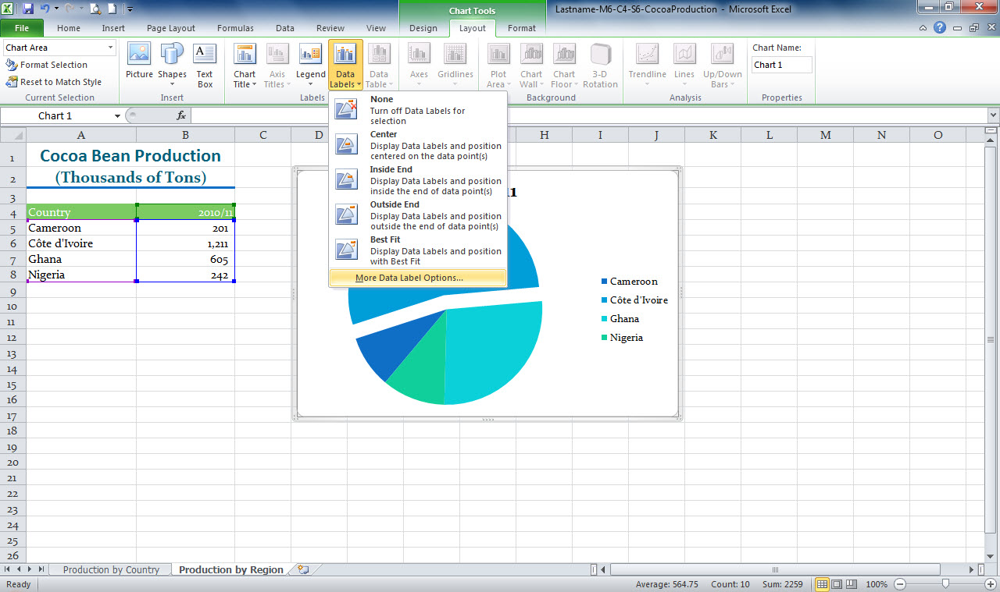 Chart Tools
Lastname-M6-C4-S6-CocoaProduction - Microsoft Excel
File Home Insert Page Layout Formulas Data Review View Design Layout Format
Chart Area
Format Selection
Reset to Match Style
Current Selection
Picture Shapes Text Box
Insert
Chart Title Axis Titles Legend Data Labels Data Table
Labels
Axes Gridlines
Plot Area Chart Wall Chart Floor 3-D Rotation
Background
Trendline Lines Up/Down Bars
Analysis
Chart Name:
Chart 1
Properties
Chart 1 fx
None
Turn off Data Labels for
selection
Center
Display Data Labels and position
centered on the data point(s)
Inside End
Display Data Labels and position
inside the end of data point(s)
Outside End
Display Data Labels and position
outside the end of data point(s)
Best Fit
Display Data Labels and position
with Best Fit
More Data Label Options...
A B C D H I J K L M N O
1 Cocoa Bean Production
2 (Thousands of Tons)
3
4 Country 2010/11
5 Cameroon 201
6 Côte d'Ivoire 1,211
7 Ghana 605
8 Nigeria 242
9
10
11
12
13
14
15
16
17
18
19
20
21
22
23
24
25
26
11
Cameroon
Côte d'Ivoire
Ghana
Nigeria
Production by Country Production by Region
Ready Average: 564.75 Count: 10 Sum: 2259 100%